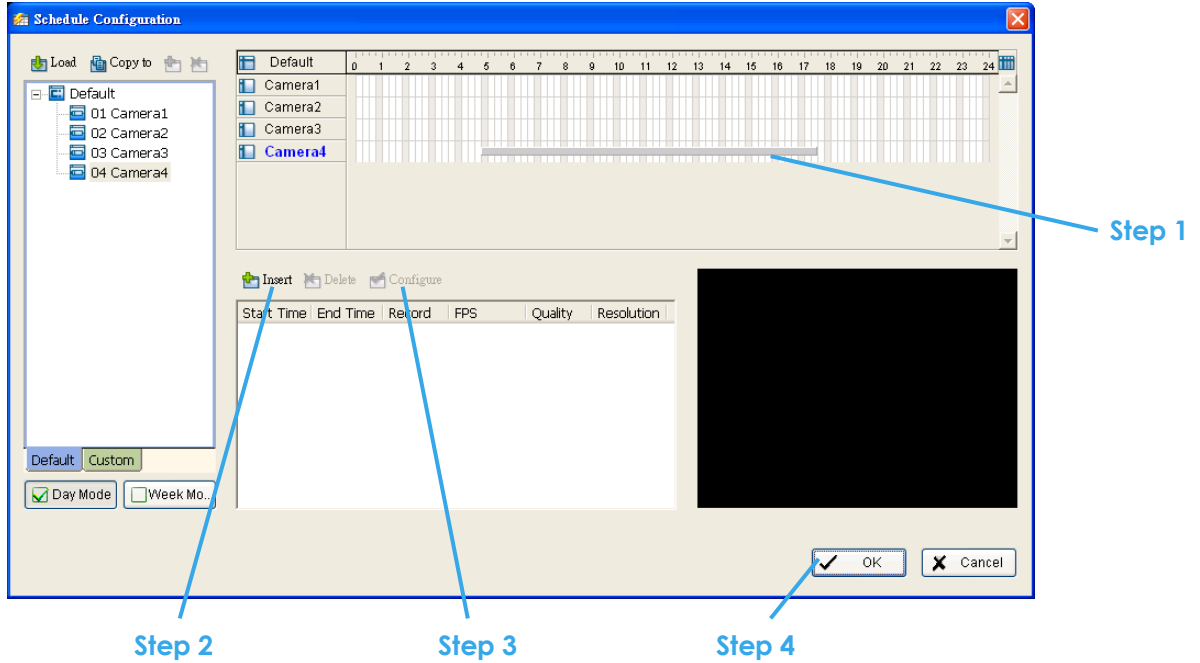 Schedule Configuration
Load Copy to
Default
01 Camera1
02 Camera2
03 Camera3
04 Camera4
Default Custom
Day Mode Week Mo..
Default 0 1 2 3 4 5 6 7 8 9 10 11 12 13 14 15 16 17 18 19 20 21 22 23 24
Camera1
Camera2
Camera3
Camera4
Step 1
Insert Delete Configure
Start Time End Time Record FPS Quality Resolution
OK Cancel
Step 2 Step 3 Step 4